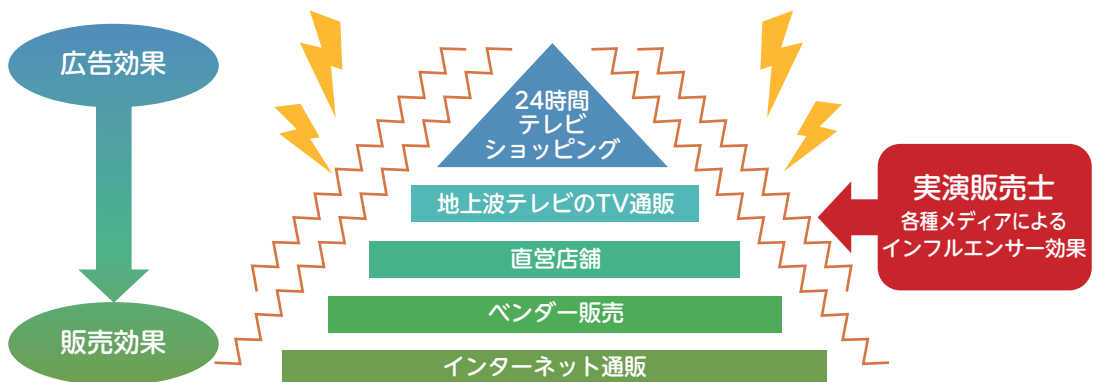 広告効果
24時間
テレビ
ショッピング
地上波テレビのTV通販
直営店舗
ベンダー販売
インターネット通販
販売効果
実演販売士
各種メディアによる
インフルエンサー効果